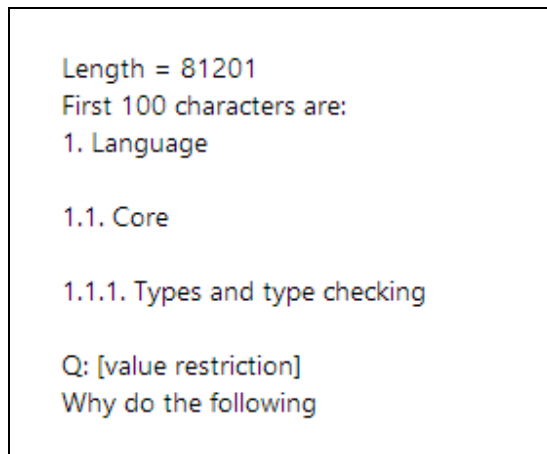 Length = 81201
First 100 characters are:
1. Language
1.1. Core
1.1.1. Types and type checking
Q: [value restriction]
Why do the following